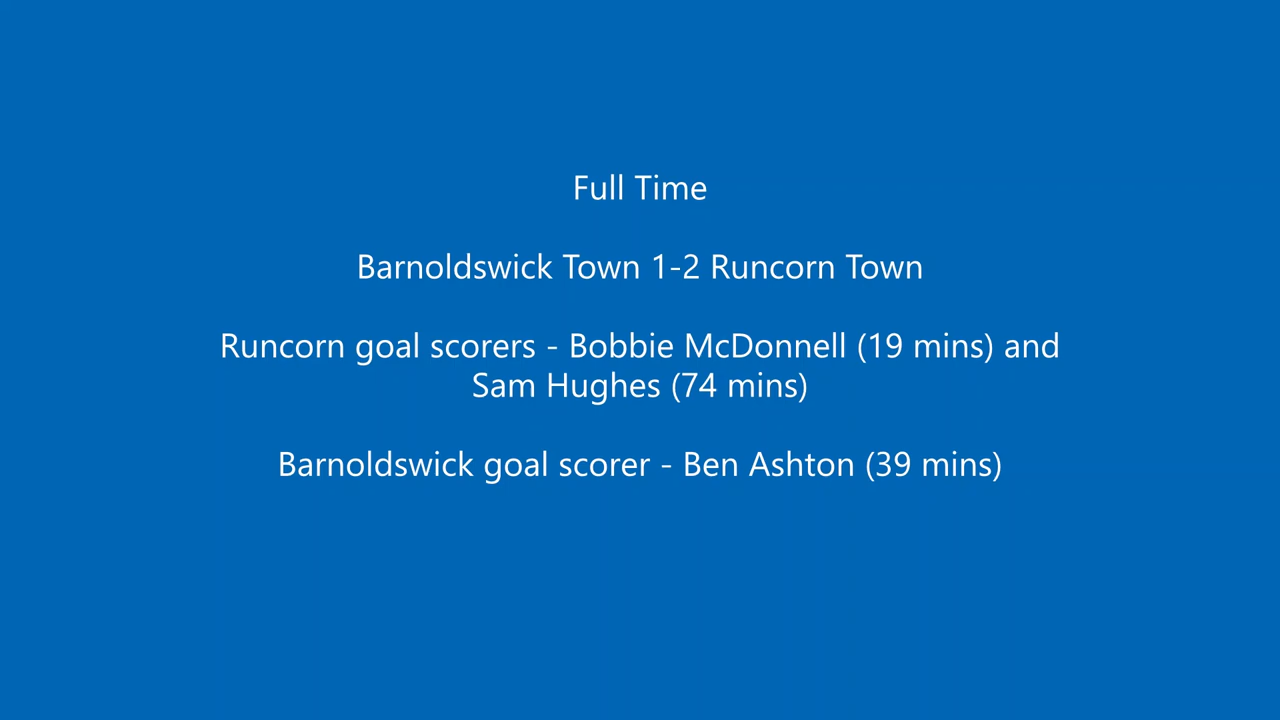 Full Time
Barnoldswick Town 1-2 Runcorn Town
Runcorn goal scorers - Bobbie McDonnell (19 mins) and
Sam Hughes (74 mins)
Barnoldswick goal scorer - Ben Ashton (39 mins)